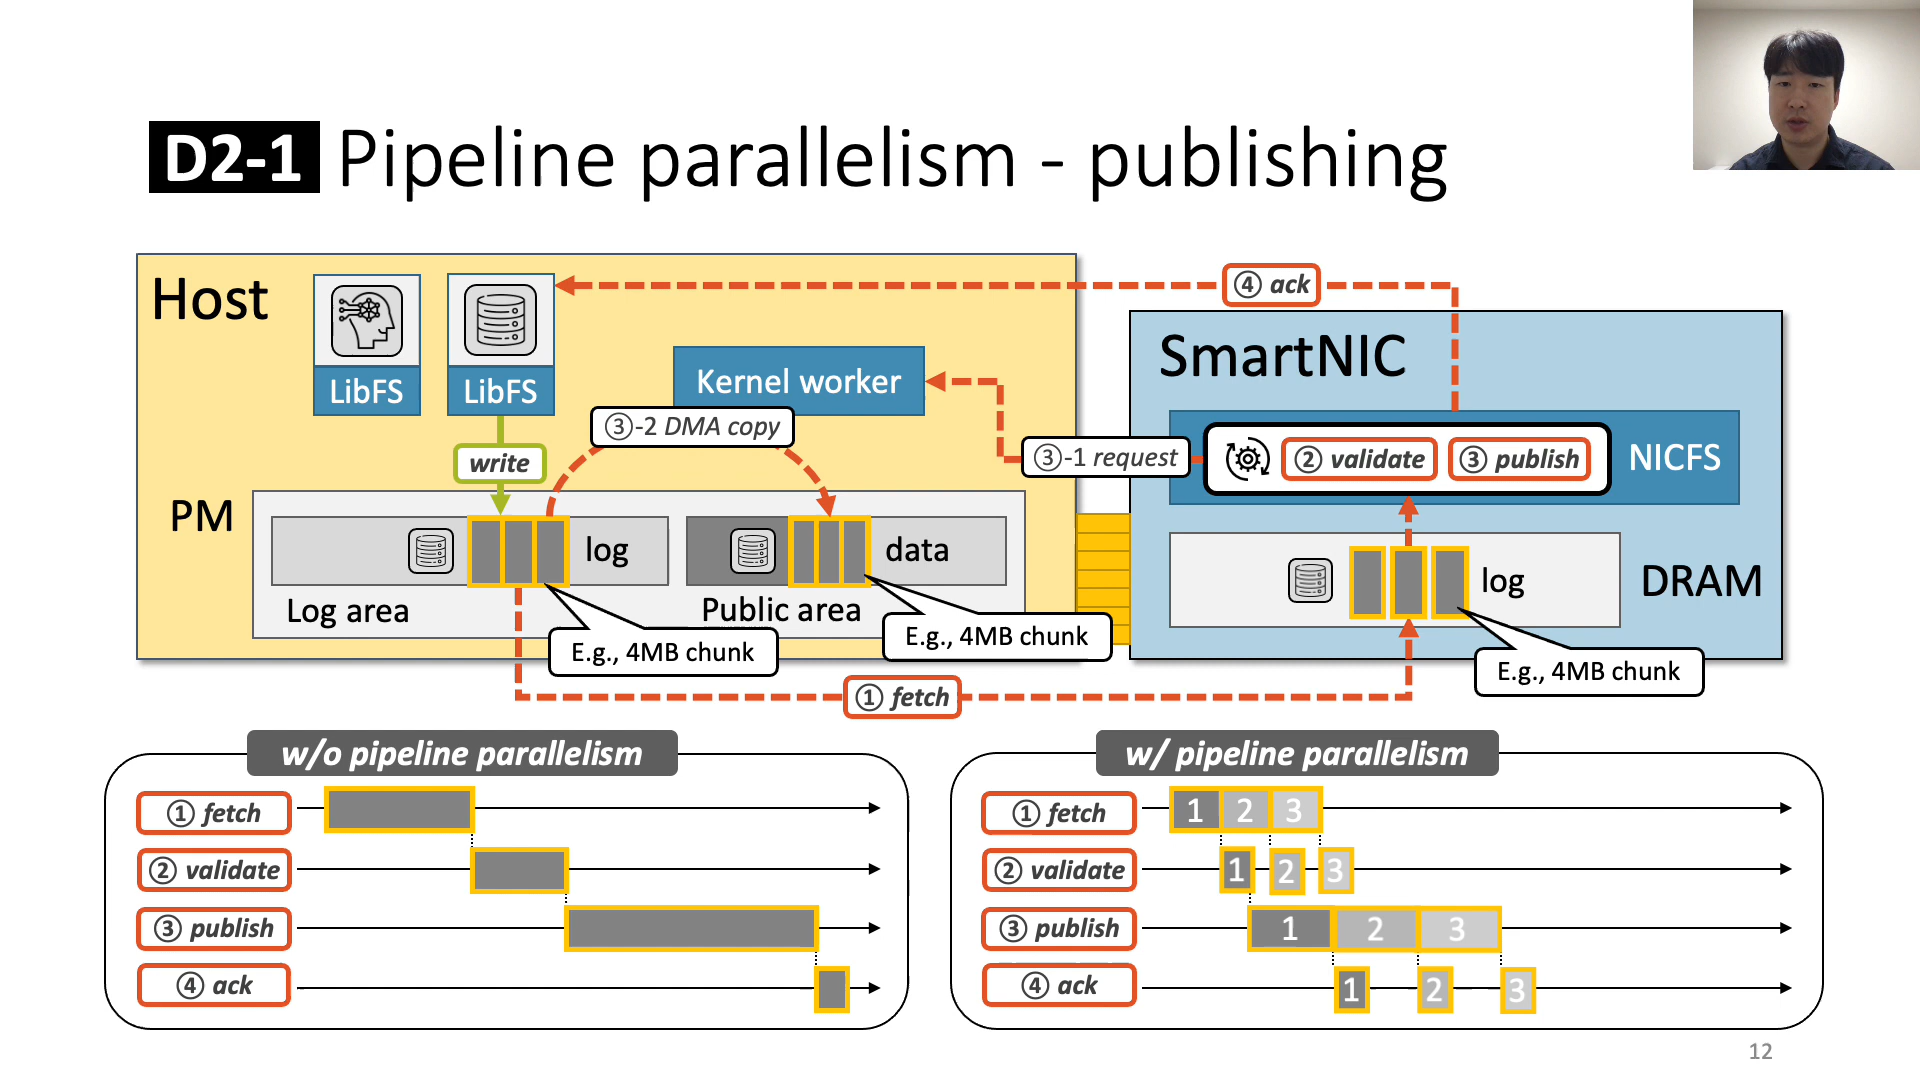 D2-1 Pipeline parallelism - publishing
Host
④ ack
SmartNIC
LibFS
LibFS
Kernel worker
③-2 DMA copy
③-1 request
② validate
③ publish
NICFS
write
PM
log
data
log
DRAM
Log area
Public area
E.g., 4MB chunk
E.g., 4MB chunk
E.g., 4MB chunk
① fetch
w/o pipeline parallelism
① fetch
② validate
③ publish
④ ack
w/ pipeline parallelism
① fetch
1 2 3
② validate
1 2 3
③ publish
1 2 3
④ ack
1 2 3
12